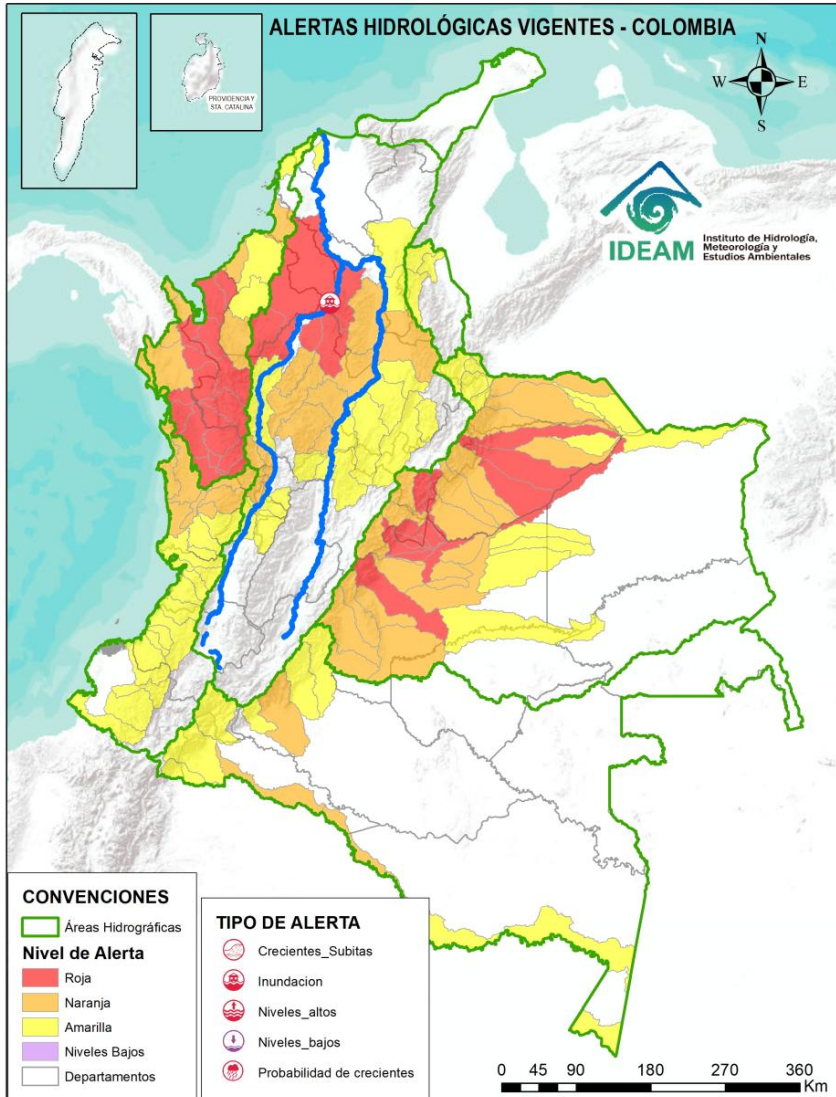 ALERTAS HIDROLÓGICAS VIGENTES - COLOMBIA
PROVIDENCIA Y
STA. CATALINA
N
W
E
S
IDEAM
Instituto de Hidrología,
Meteorología y
Estudios Ambientales
CONVENCIONES
Áreas Hidrográficas
Nivel de Alerta
Roja
Naranja
Amarilla
Niveles Bajos
Departamentos
TIPO DE ALERTA
Crecientes_Subitas
Inundacion
Niveles_altos
Niveles_bajos
Probabilidad de crecientes
0 45 90 180 270 360
Km